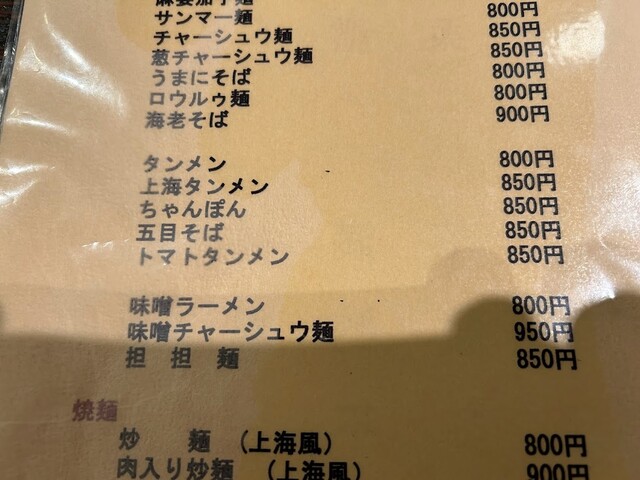 麻婆茄子麺 800円
サンマー麺 850円
チャーシュウ麺 850円
葱チャーシュウ麺 800円
うまにそば 800円
ロウルゥ麺 900円
海老そば
タンメン 800円
上海タンメン 850円
ちゃんぽん 850円
五目そば 850円
トマトタンメン 850円
味噌ラーメン 800円
味噌チャーシュウ麺 950円
担担麺 850円
焼麺
炒麺 (上海風) 800円
肉入り炒麺 (上海風) 900円